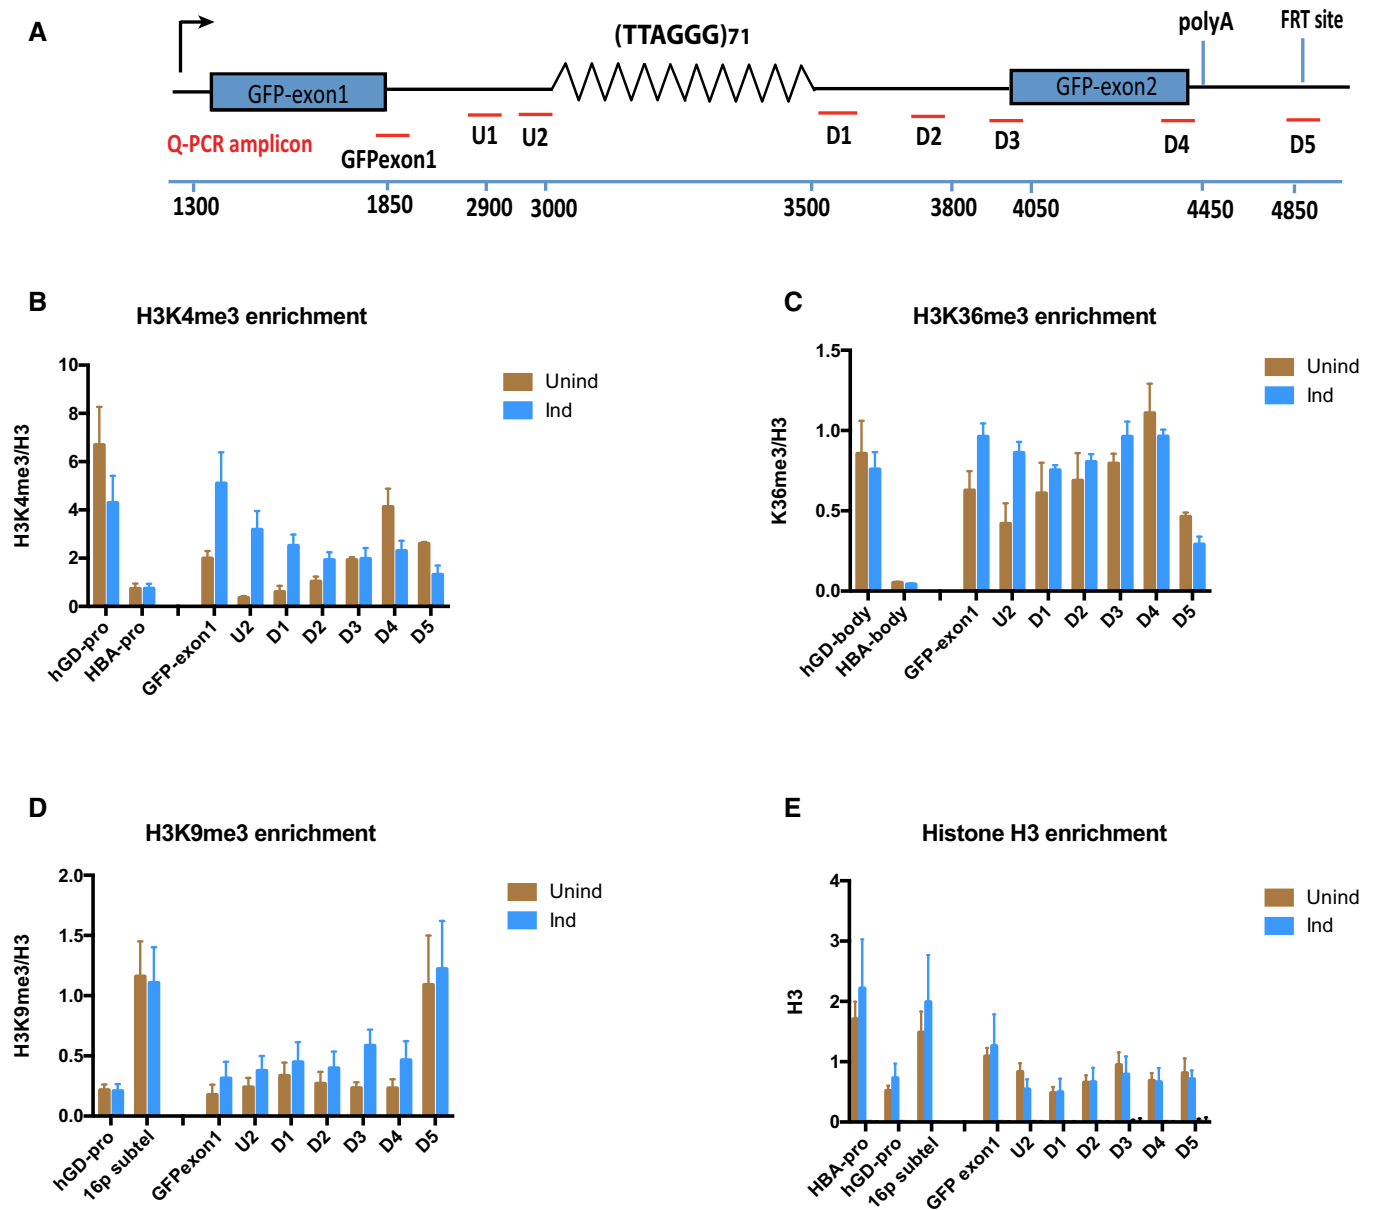 A
(TTAGGG)71
polyA
FRT site
GFP-exon1
GFP-exon2
Q-PCR amplicon
GFPexon1
U1
U2
D1
D2
D3
D4
D5
1300
1850
2900
3000
3500
3800
4050
4450
4850
B
H3K4me3 enrichment
H3K4me3/H3
10
8
6
4
2
0
Unind
Ind
hGD-pro
HBA-pro
GFP-exon1
U2
D1
D2
D3
D4
D5
C
H3K36me3 enrichment
K36me3/H3
1.5
1.0
0.5
0.0
Unind
Ind
hGD-body
HBA-body
GFP-exon1
U2
D1
D2
D3
D4
D5
D
H3K9me3 enrichment
H3K9me3/H3
2.0
1.5
1.0
0.5
0.0
Unind
Ind
hGD-pro
16p subtel
GFPexon1
U2
D1
D2
D3
D4
D5
E
Histone H3 enrichment
H3
4
3
2
1
0
Unind
Ind
HBA-pro
hGD-pro
16p subtel
GFP exon1
U2
D1
D2
D3
D4
D5